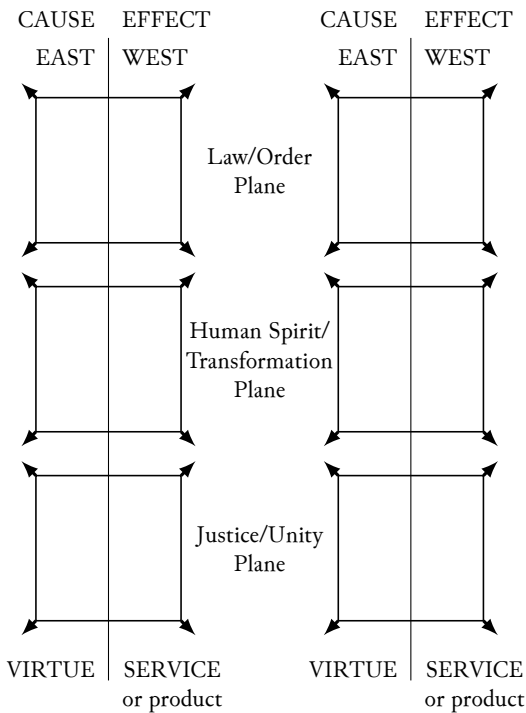 CAUSE EFFECT CAUSE EFFECT
EAST WEST EAST WEST
Law/Order
Plane
Human Spirit/
Transformation
Plane
Justice/Unity
Plane
VIRTUE SERVICE VIRTUE SERVICE
or product or product